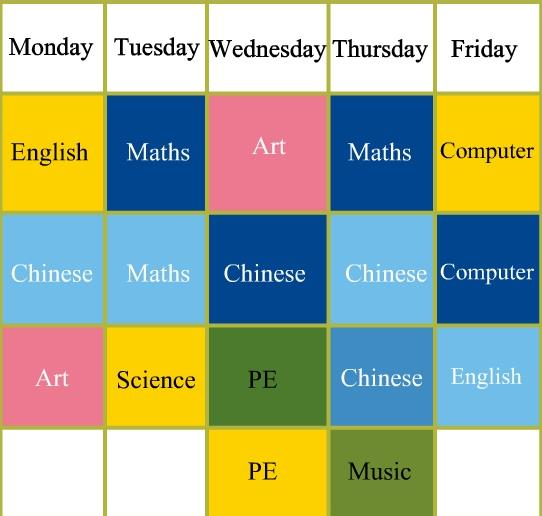 Monday Tuesday Wednesday Thursday Friday
English Maths Art Maths Computer
Chinese Maths Chinese Chinese Computer
Art Science PE Chinese English
PE Music